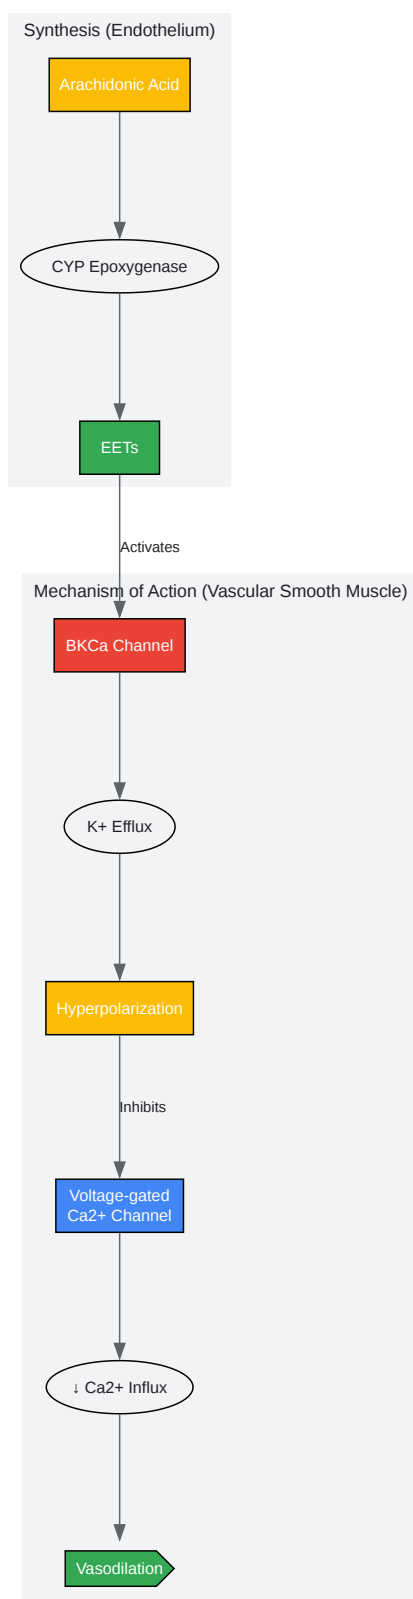 Synthesis (Endothelium)
Arachidonic Acid
CYP Epoxygenase
EETs
Activates
Mechanism of Action (Vascular Smooth Muscle)
BKCa Channel
K+ Efflux
Hyperpolarization
Inhibits
Voltage-gated
Ca2+ Channel
↓ Ca2+ Influx
Vasodilation